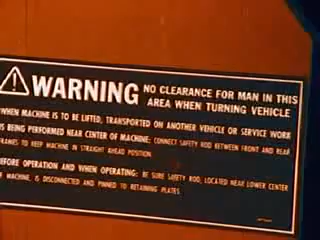 WARNING NO CLEARANCE FOR MAN IN THIS
AREA WHEN TURNING VEHICLE
WHEN MACHINE IS TO BE LIFTED, TRANSPORTED ON ANOTHER VEHICLE OR SERVICE WORK
IS BEING PERFORMED NEAR CENTER OF MACHINE: CONNECT SAFETY ROD BETWEEN FRONT AND REAR
FRAMES TO KEEP MACHINE IN STRAIGHT AHEAD POSITION.
BEFORE OPERATION AND WHEN OPERATING: BE SURE SAFETY ROD, LOCATED NEAR LOWER CENTER
OF MACHINE, IS DISCONNECTED AND PINNED TO RETAINING PLATES.